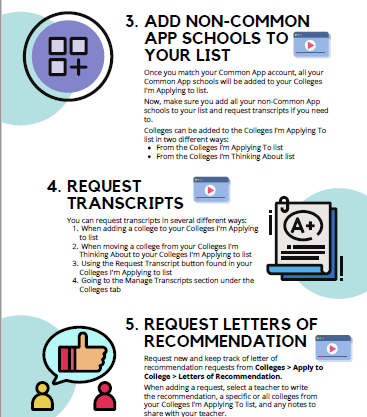 3. ADD NON-COMMON
APP SCHOOLS TO
YOUR LIST
Once you match your Common App account, all your
Common App schools will be added to your Colleges
I'm Applying to list.
Now, make sure you add all your non-Common App
schools to your list and request transcripts if you need
to.
Colleges can be added to the Colleges I'm Applying To
list in two different ways:
• From the Colleges I'm Applying To list
• From the Colleges I'm Thinking About list
4. REQUEST
TRANSCRIPTS
You can request transcripts in several different ways:
1. When adding a college to your Colleges I'm Applying
to list
2. When moving a college from your Colleges I'm
Thinking About to your Colleges I'm Applying to list
3. Using the Request Transcript button found in your
Colleges I'm Applying to list
4. Going to the Manage Transcripts section under the
Colleges tab
A+
5. REQUEST LETTERS OF
RECOMMENDATION
Request new and keep track of letter of
recommendation requests from Colleges > Apply to
College > Letters of Recommendation.
When adding a request, select a teacher to write
the recommendation, a specific or all colleges from
your Colleges I'm Applying To list, and any notes to
share with your teacher.